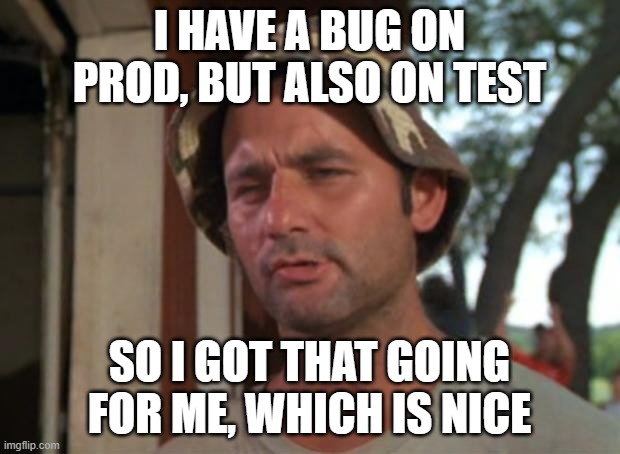 I HAVE A BUG ON
PROD, BUT ALSO ON TEST
SO I GOT THAT GOING
FOR ME, WHICH IS NICE
imgflip.com